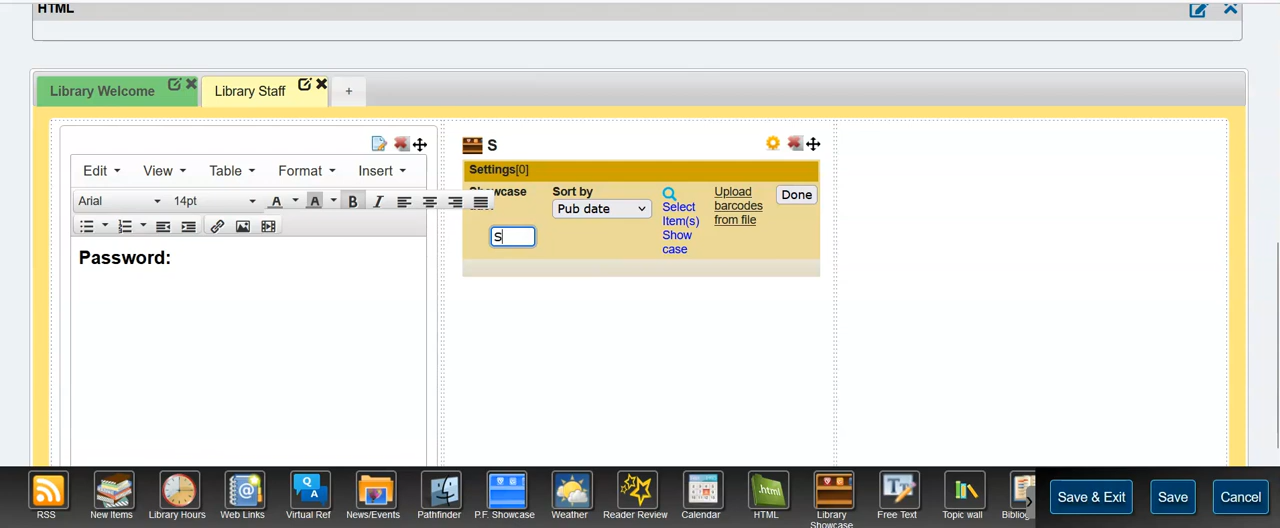 HTML
Library Welcome
Library Staff
+
S
Edit View Table Format Insert
Settings[0]
Showcase
Sort by
Pub date
Select
Item(s)
Show
case
Upload
barcodes
from file
Done
Arial 14pt A A B I
S
Password:
RSS
New Items
Library Hours
Web Links
Q
A
Virtual Ref
News/Events
Pathfinder
P.F. Showcase
Weather
Reader Review
Calendar
.html
HTML
Library
Showcase
Free Text
Topic wall
Save & Exit
Save
Cancel